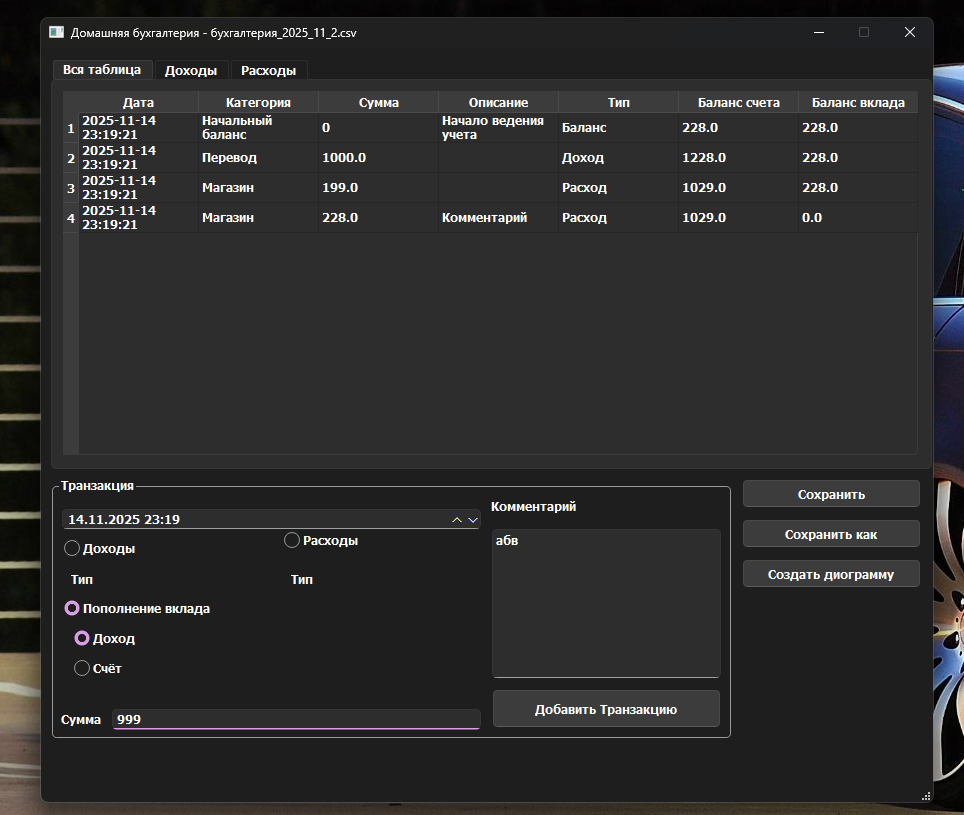 Домашняя бухгалтерия - бухгалтерия_2025_11_2.csv
Вся таблица Доходы Расходы
Дата Категория Сумма Описание Тип Баланс счета Баланс вклада
1 2025-11-14 23:19:21 Начальный баланс 0 Начало ведения учета Баланс 228.0 228.0
2 2025-11-14 23:19:21 Перевод 1000.0 Доход 1228.0 228.0
3 2025-11-14 23:19:21 Магазин 199.0 Расход 1029.0 228.0
4 2025-11-14 23:19:21 Магазин 228.0 Комментарий Расход 1029.0 0.0
Транзакция
14.11.2025 23:19
Доходы Расходы
Тип Тип
Пополнение вклада
Доход
Счёт
Сумма 999
Комментарий
абв
Добавить Транзакцию
Сохранить
Сохранить как
Создать диограмму